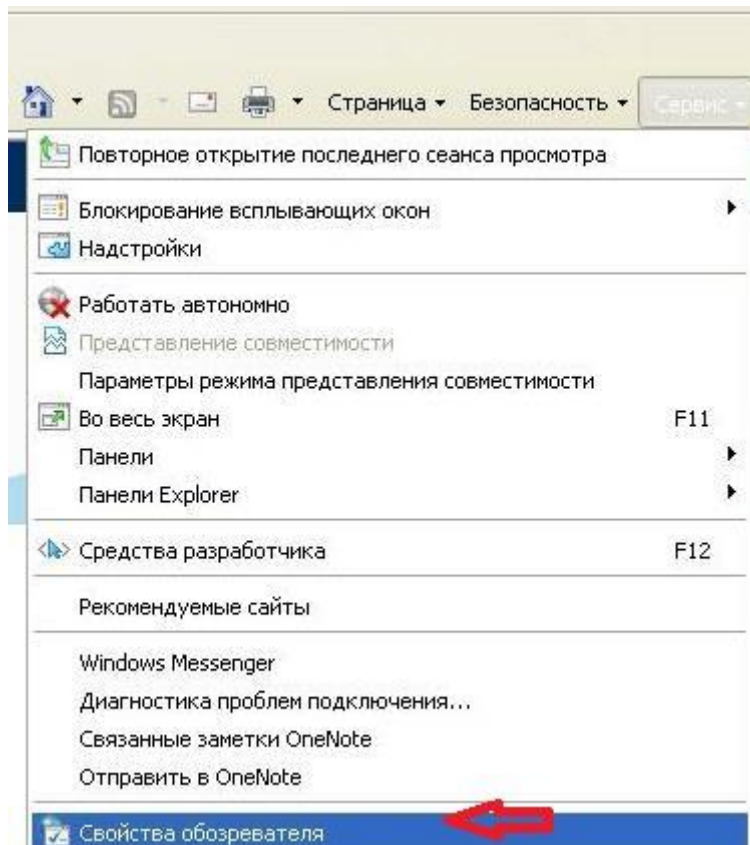 Страница Безопасность Сервис
Повторное открытие последнего сеанса просмотра
Блокирование всплывающих окон
Надстройки
Работать автономно
Представление совместимости
Параметры режима представления совместимости
Во весь экран F11
Панели
Панели Explorer
Средства разработчика F12
Рекомендуемые сайты
Windows Messenger
Диагностика проблем подключения...
Связанные заметки OneNote
Отправить в OneNote
Свойства обозревателя